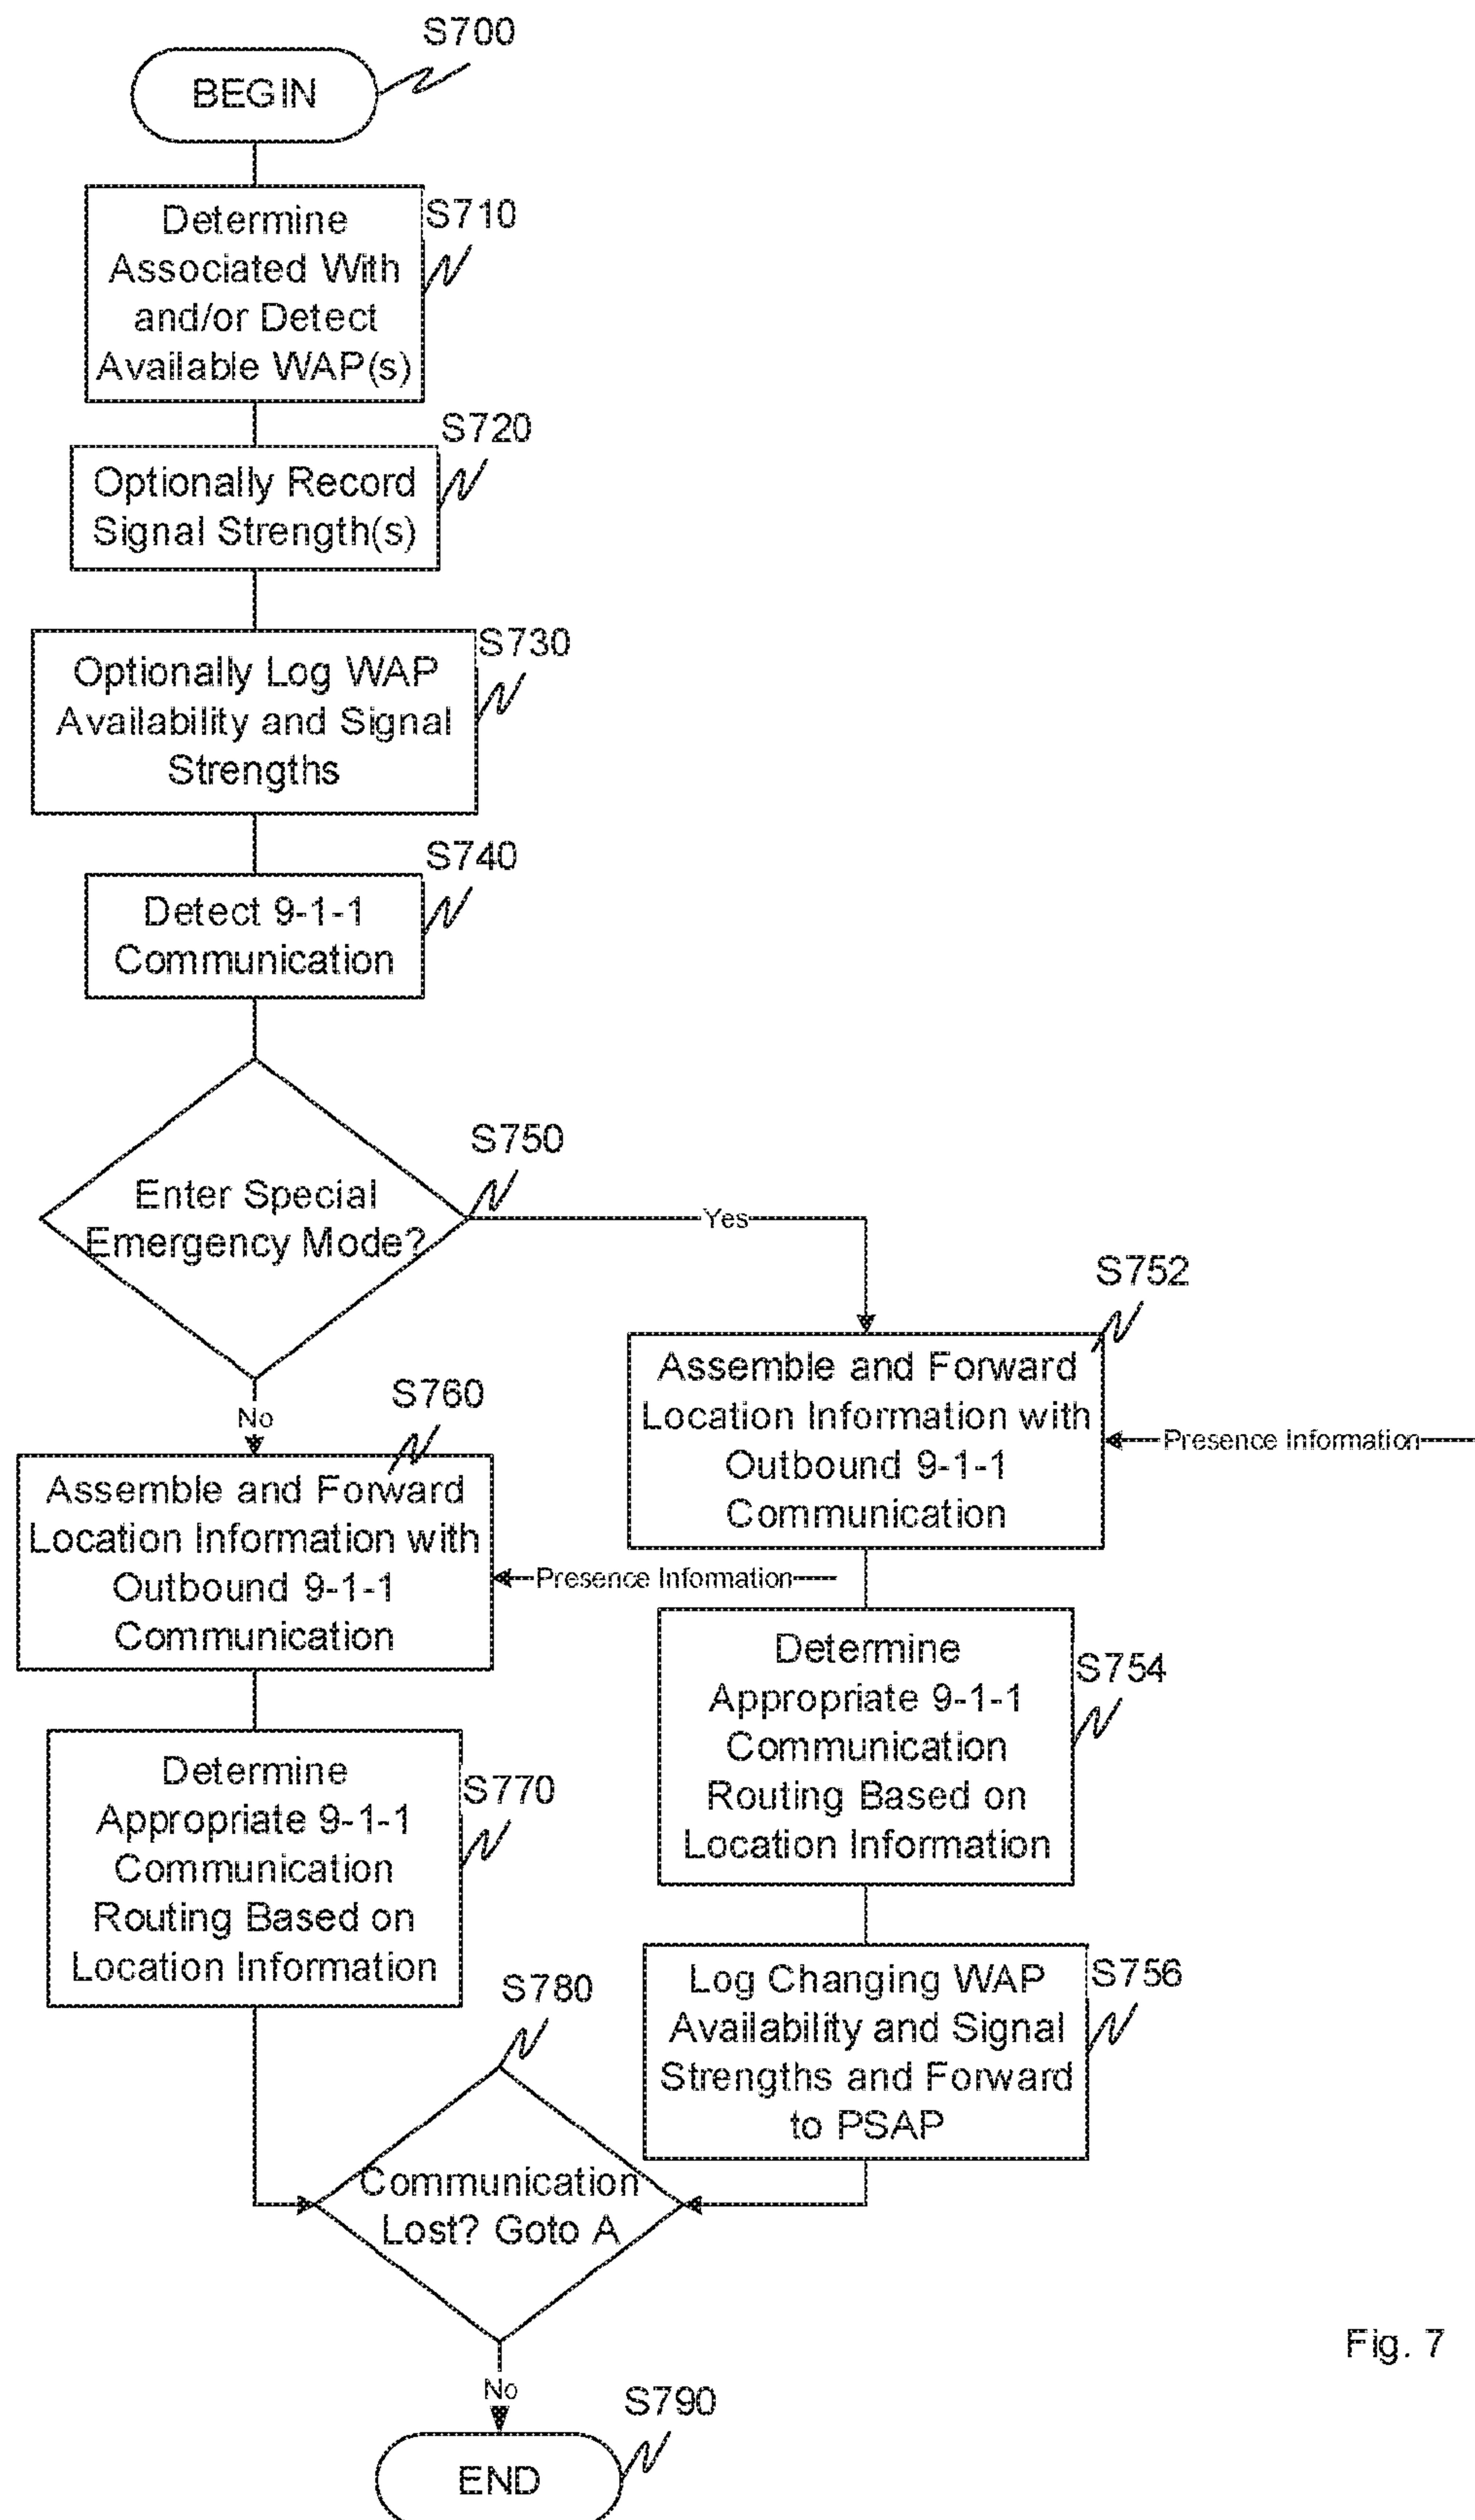 S700
BEGIN
S710
Determine
Associated With
and/or Detect
Available WAP(s)
S720
Optionally Record
Signal Strength(s)
S730
Optionally Log WAP
Availability and Signal
Strengths
S740
Detect 9-1-1
Communication
S750
Enter Special
Emergency Mode?
Yes
No
S752
Assemble and Forward
Location Information with
Outbound 9-1-1
Communication
Presence Information
S760
Assemble and Forward
Location Information with
Outbound 9-1-1
Communication
Presence Information
S754
Determine
Appropriate 9-1-1
Communication
Routing Based on
Location Information
S770
Determine
Appropriate 9-1-1
Communication
Routing Based on
Location Information
S756
Log Changing WAP
Availability and Signal
Strengths and Forward
to PSAP
S780
Communication
Lost? Goto A
No
S790
END
Fig. 7